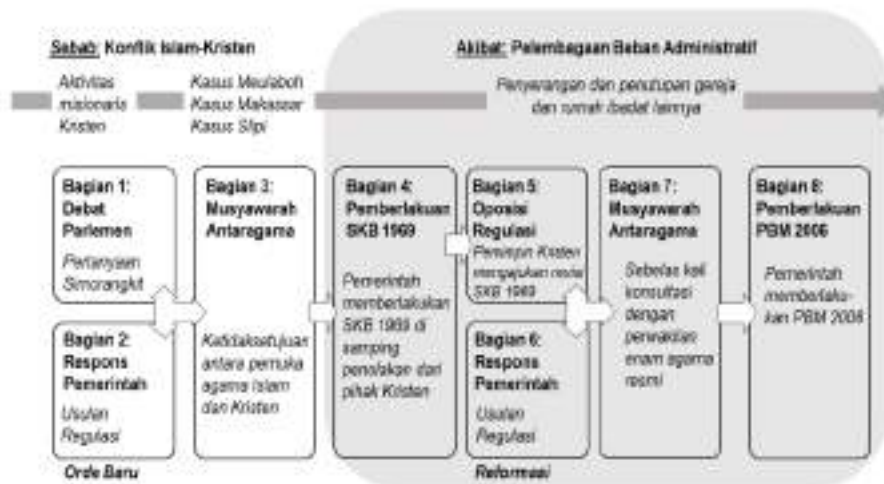 Sebab: Konflik Islam-Kristen
Akibat: Pelembagaan Beban Administratif
Aktivitas
misionaris
Kristen
Kasus Meulaboh
Kasus Makassar
Kasus Slipi
Penyerangan dan penutupan gereja
dan rumah ibadat lainnya
Bagian 1:
Debat
Parlemen
Pertanyaan
Simorangkir
Bagian 2:
Respons
Pemerintah
Usulan
Regulasi
Bagian 3:
Musyawarah
Antaragama
Ketidaksetujuan
antara pemuka
agama Islam
dan Kristen
Bagian 4:
Pemberlakuan
SKB 1969
Pemerintah
memberlakukan
SKB 1969 di
samping
penolakan dari
pihak Kristen
Bagian 5:
Oposisi
Regulasi
Pemimpin Kristen
mengajukan revisi
SKB 1969
Bagian 6:
Respons
Pemerintah
Usulan
Regulasi
Bagian 7:
Musyawarah
Antaragama
Sebelas kali
konsultasi
dengan
perwakilan
enam agama
resmi
Bagian 8:
Pemberlakuan
PBM 2006
Pemerintah
memberlaku-
kan PBM 2006
Orde Baru
Reformasi